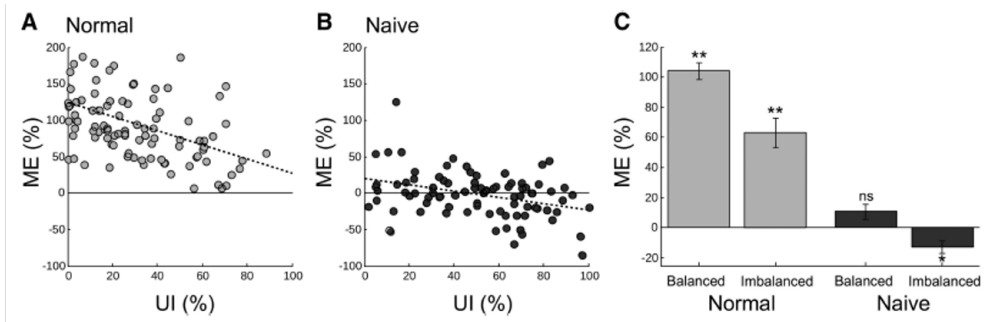 A Normal
ME (%)
200
150
100
50
0
-50
-100
0 20 40 60 80 100
UI (%)
B Naive
ME (%)
200
150
100
50
0
-50
-100
0 20 40 60 80 100
UI (%)
C
ME (%)
120
100
80
60
40
20
0
-20
**
**
ns
*
Balanced Imbalanced Balanced Imbalanced
Normal Naive